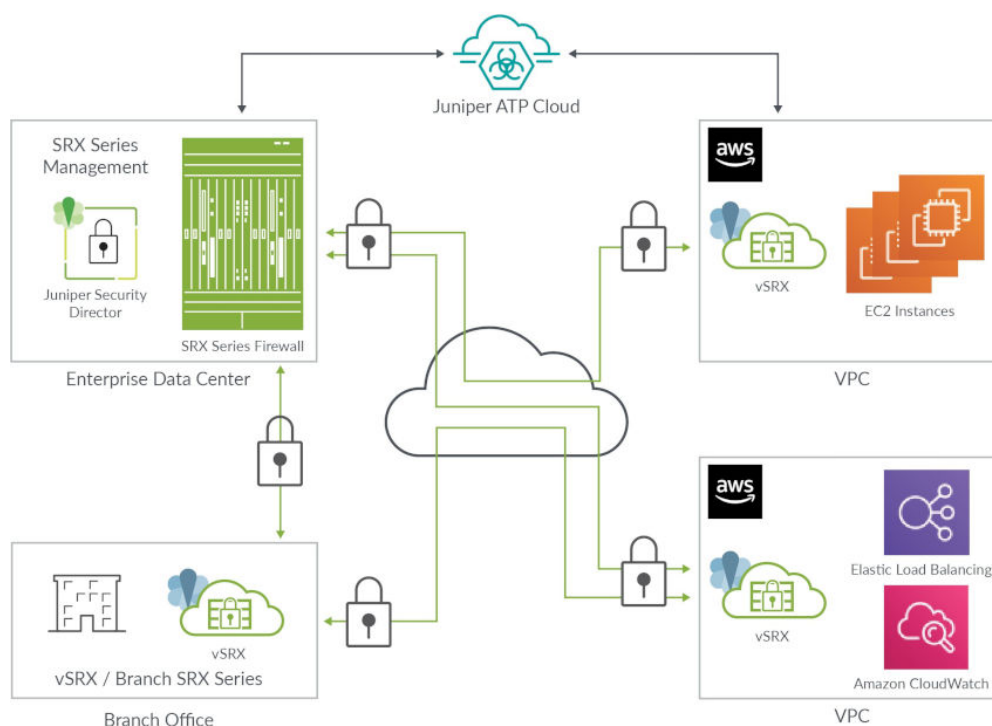 Juniper ATP Cloud
SRX Series
Management
Juniper Security
Director
SRX Series Firewall
Enterprise Data Center
aws
vSRX
EC2 Instances
VPC
vSRX
vSRX / Branch SRX Series
Branch Office
aws
vSRX
Elastic Load Balancing
Amazon CloudWatch
VPC